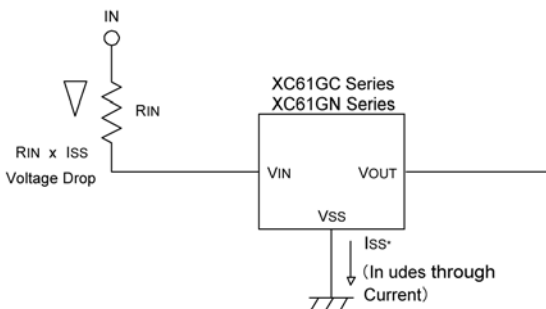 IN
XC61GC Series
XC61GN Series
RIN
RIN x ISS
Voltage Drop
VIN
VOUT
VSS
ISS*
(In udes through
Current)